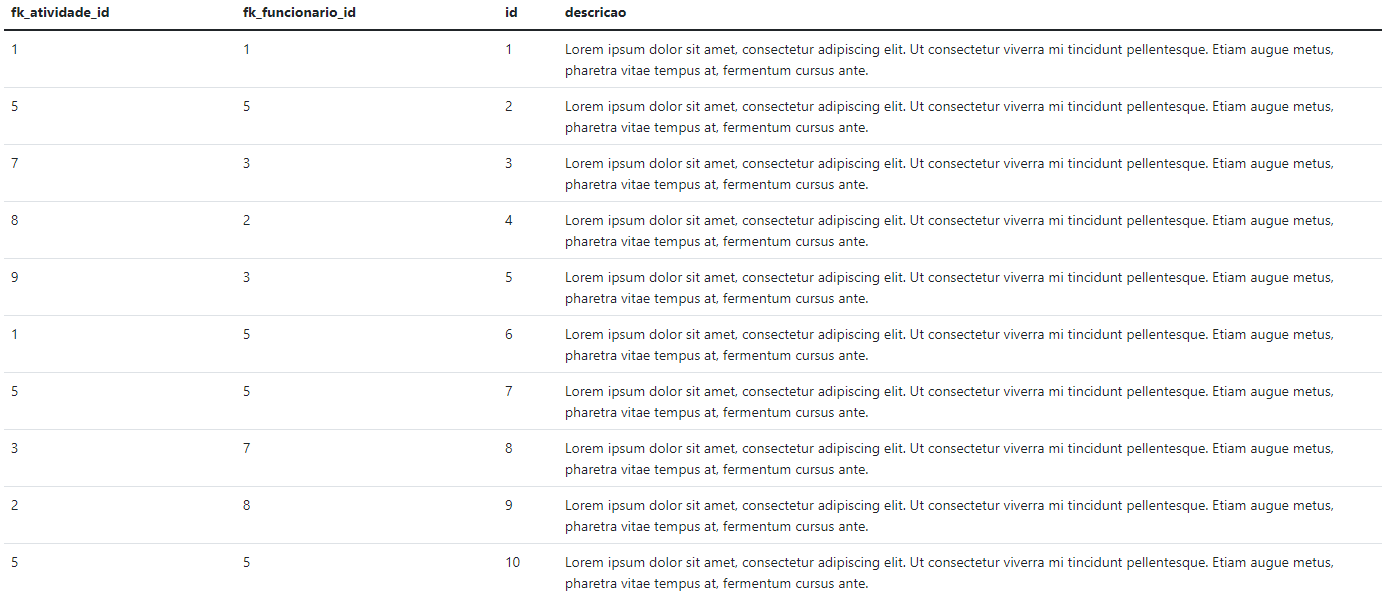 fk_atividade_id fk_funcionario_id id descricao
1 1 1 Lorem ipsum dolor sit amet, consectetur adipiscing elit. Ut consectetur viverra mi tincidunt pellentesque. Etiam augue metus,
pharetra vitae tempus at, fermentum cursus ante.
5 5 2 Lorem ipsum dolor sit amet, consectetur adipiscing elit. Ut consectetur viverra mi tincidunt pellentesque. Etiam augue metus,
pharetra vitae tempus at, fermentum cursus ante.
7 3 3 Lorem ipsum dolor sit amet, consectetur adipiscing elit. Ut consectetur viverra mi tincidunt pellentesque. Etiam augue metus,
pharetra vitae tempus at, fermentum cursus ante.
8 2 4 Lorem ipsum dolor sit amet, consectetur adipiscing elit. Ut consectetur viverra mi tincidunt pellentesque. Etiam augue metus,
pharetra vitae tempus at, fermentum cursus ante.
9 3 5 Lorem ipsum dolor sit amet, consectetur adipiscing elit. Ut consectetur viverra mi tincidunt pellentesque. Etiam augue metus,
pharetra vitae tempus at, fermentum cursus ante.
1 5 6 Lorem ipsum dolor sit amet, consectetur adipiscing elit. Ut consectetur viverra mi tincidunt pellentesque. Etiam augue metus,
pharetra vitae tempus at, fermentum cursus ante.
5 5 7 Lorem ipsum dolor sit amet, consectetur adipiscing elit. Ut consectetur viverra mi tincidunt pellentesque. Etiam augue metus,
pharetra vitae tempus at, fermentum cursus ante.
3 7 8 Lorem ipsum dolor sit amet, consectetur adipiscing elit. Ut consectetur viverra mi tincidunt pellentesque. Etiam augue metus,
pharetra vitae tempus at, fermentum cursus ante.
2 8 9 Lorem ipsum dolor sit amet, consectetur adipiscing elit. Ut consectetur viverra mi tincidunt pellentesque. Etiam augue metus,
pharetra vitae tempus at, fermentum cursus ante.
5 5 10 Lorem ipsum dolor sit amet, consectetur adipiscing elit. Ut consectetur viverra mi tincidunt pellentesque. Etiam augue metus,
pharetra vitae tempus at, fermentum cursus ante.